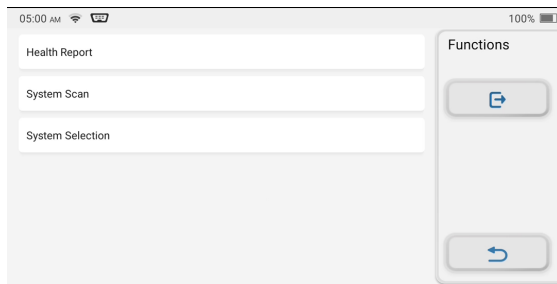 05:00 AM
100%
Health Report
System Scan
System Selection
Functions